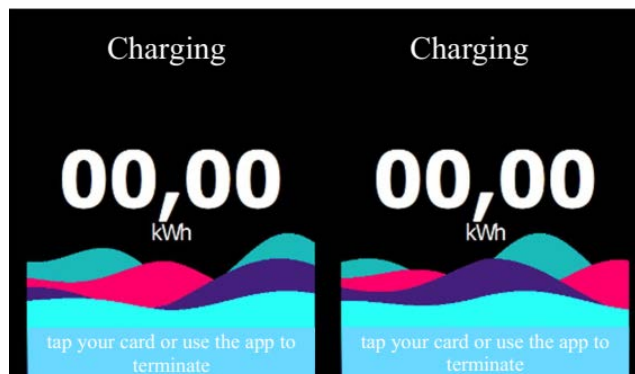 Charging
00,00
kWh
tap your card or use the app to
terminate
Charging
00,00
kWh
tap your card or use the app to
terminate